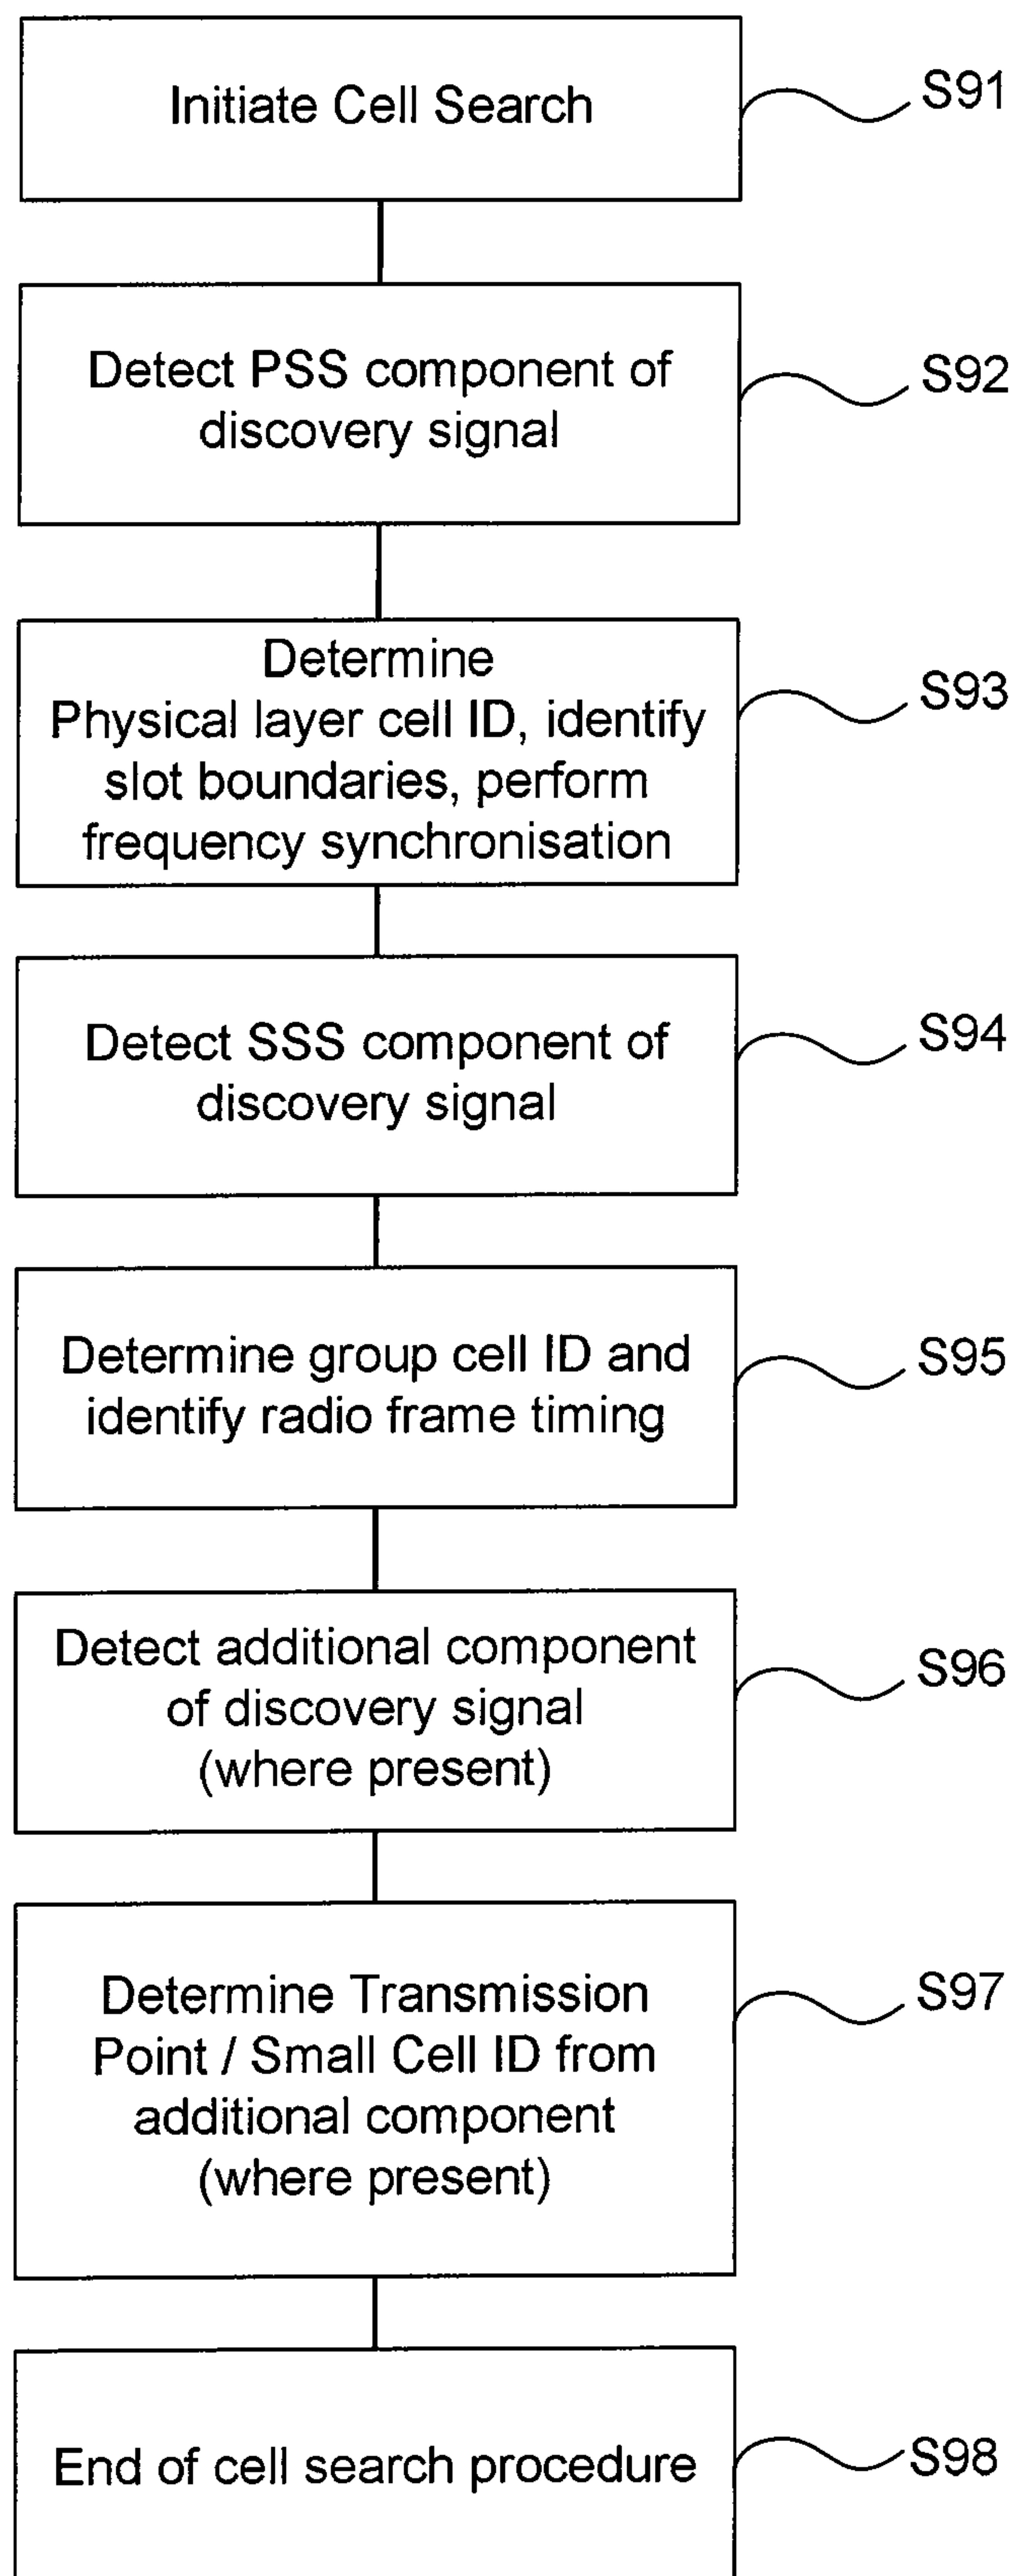 Initiate Cell Search
S91
Detect PSS component of
discovery signal
S92
Determine
Physical layer cell ID, identify
slot boundaries, perform
frequency synchronisation
S93
Detect SSS component of
discovery signal
S94
Determine group cell ID and
identify radio frame timing
S95
Detect additional component
of discovery signal
(where present)
S96
Determine Transmission
Point / Small Cell ID from
additional component
(where present)
S97
End of cell search procedure
S98